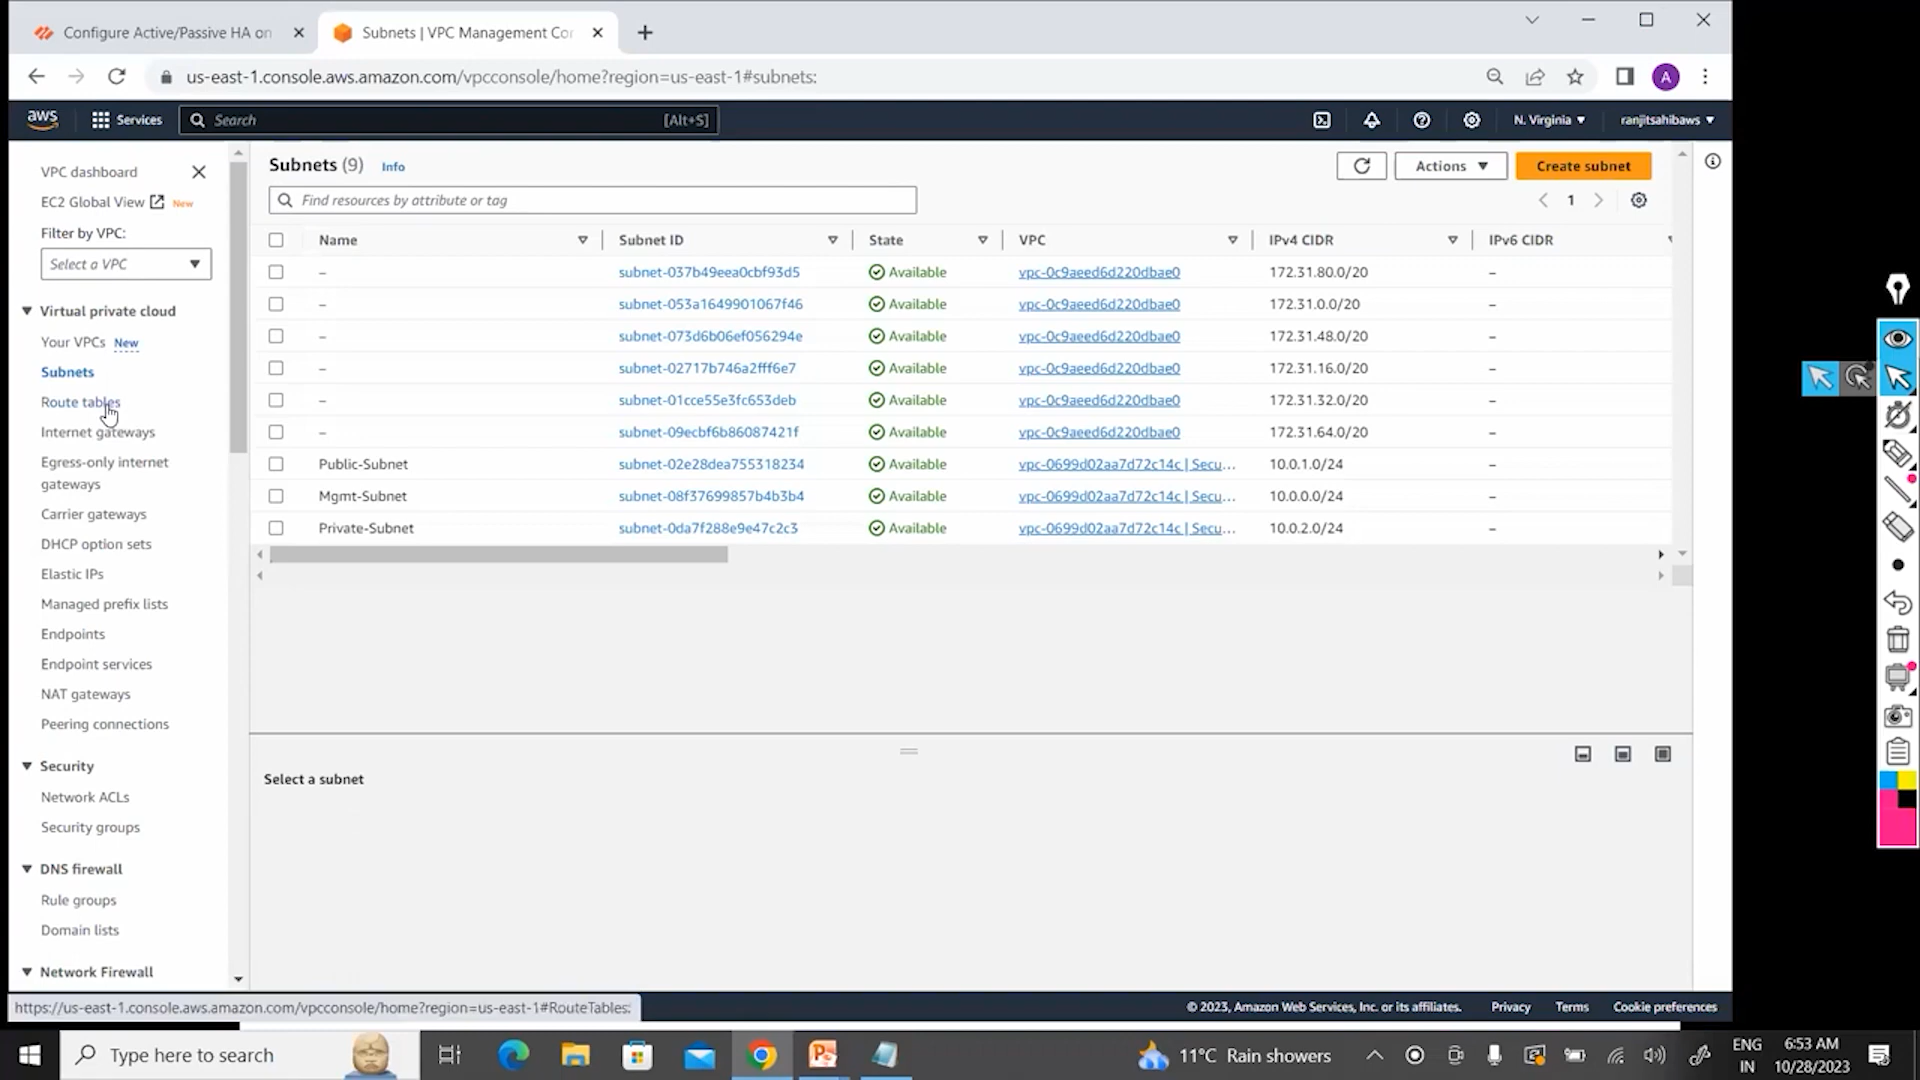 Configure Active/Passive HA on
Subnets | VPC Management Cor
us-east-1.console.aws.amazon.com/vpcconsole/home?region=us-east-1#subnets:
A
aws
Services
Search
[Alt+S]
N. Virginia
ranjitsahibaws
VPC dashboard
EC2 Global View
New
Filter by VPC:
Select a VPC
Virtual private cloud
Your VPCs New
Subnets
Route tables
Internet gateways
Egress-only internet
gateways
Carrier gateways
DHCP option sets
Elastic IPs
Managed prefix lists
Endpoints
Endpoint services
NAT gateways
Peering connections
Security
Network ACLs
Security groups
DNS firewall
Rule groups
Domain lists
Network Firewall
Subnets (9) Info
Actions
Create subnet
Find resources by attribute or tag
1
Name Subnet ID State VPC IPv4 CIDR IPv6 CIDR
– subnet-037b49eea0cbf93d5 Available vpc-0c9aeed6d220dbae0 172.31.80.0/20 –
– subnet-053a1649901067f46 Available vpc-0c9aeed6d220dbae0 172.31.0.0/20 –
– subnet-073d6b06ef056294e Available vpc-0c9aeed6d220dbae0 172.31.48.0/20 –
– subnet-02717b746a2fff6e7 Available vpc-0c9aeed6d220dbae0 172.31.16.0/20 –
– subnet-01cce55e3fc653deb Available vpc-0c9aeed6d220dbae0 172.31.32.0/20 –
– subnet-09ecbf6b86087421f Available vpc-0c9aeed6d220dbae0 172.31.64.0/20 –
Public-Subnet subnet-02e28dea755318234 Available vpc-0699d02aa7d72c14c | Secu... 10.0.1.0/24 –
Mgmt-Subnet subnet-08f37699857b4b3b4 Available vpc-0699d02aa7d72c14c | Secu... 10.0.0.0/24 –
Private-Subnet subnet-0da7f288e9e47c2c3 Available vpc-0699d02aa7d72c14c | Secu... 10.0.2.0/24 –
Select a subnet
https://us-east-1.console.aws.amazon.com/vpcconsole/home?region=us-east-1#RouteTables:
© 2023, Amazon Web Services, Inc. or its affiliates.
Privacy
Terms
Cookie preferences
Type here to search
11°C Rain showers
ENG
IN
6:53 AM
10/28/2023